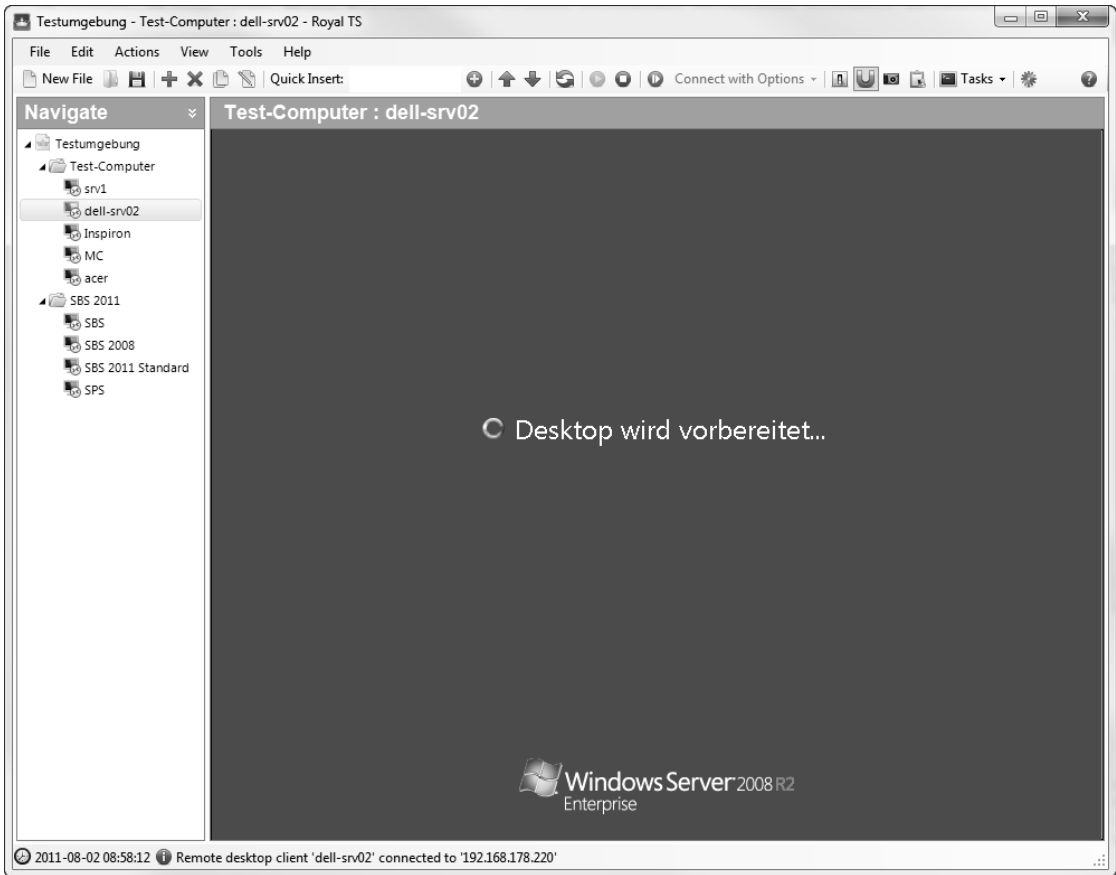 Testumgebung - Test-Computer : dell-srv02 - Royal TS
File Edit Actions View Tools Help
New File Quick Insert: Connect with Options Tasks
Navigate
Test-Computer : dell-srv02
Testumgebung
Test-Computer
srv1
dell-srv02
Inspiron
MC
acer
SBS 2011
SBS
SBS 2008
SBS 2011 Standard
SPS
Desktop wird vorbereitet...
Windows Server 2008 R2
Enterprise
2011-08-02 08:58:12 Remote desktop client 'dell-srv02' connected to '192.168.178.220'